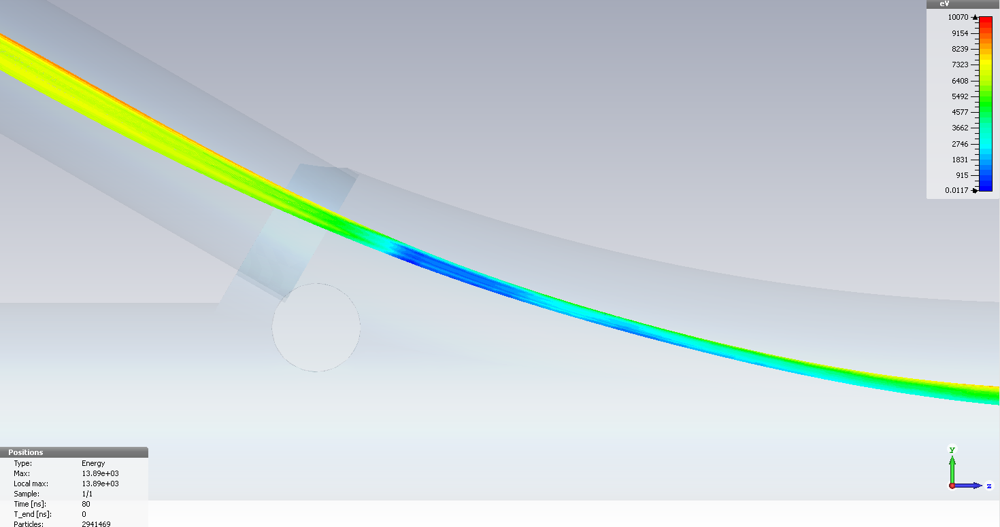 eV
10070
9154
8239
7323
6408
5492
4577
3662
2746
1831
915
0.0117
Positions
Type: Energy
Max: 13.89e+03
Local max: 13.89e+03
Sample: 1/1
Time [ns]: 80
T_end [ns]: 0
Particles: 2941469
Y
z